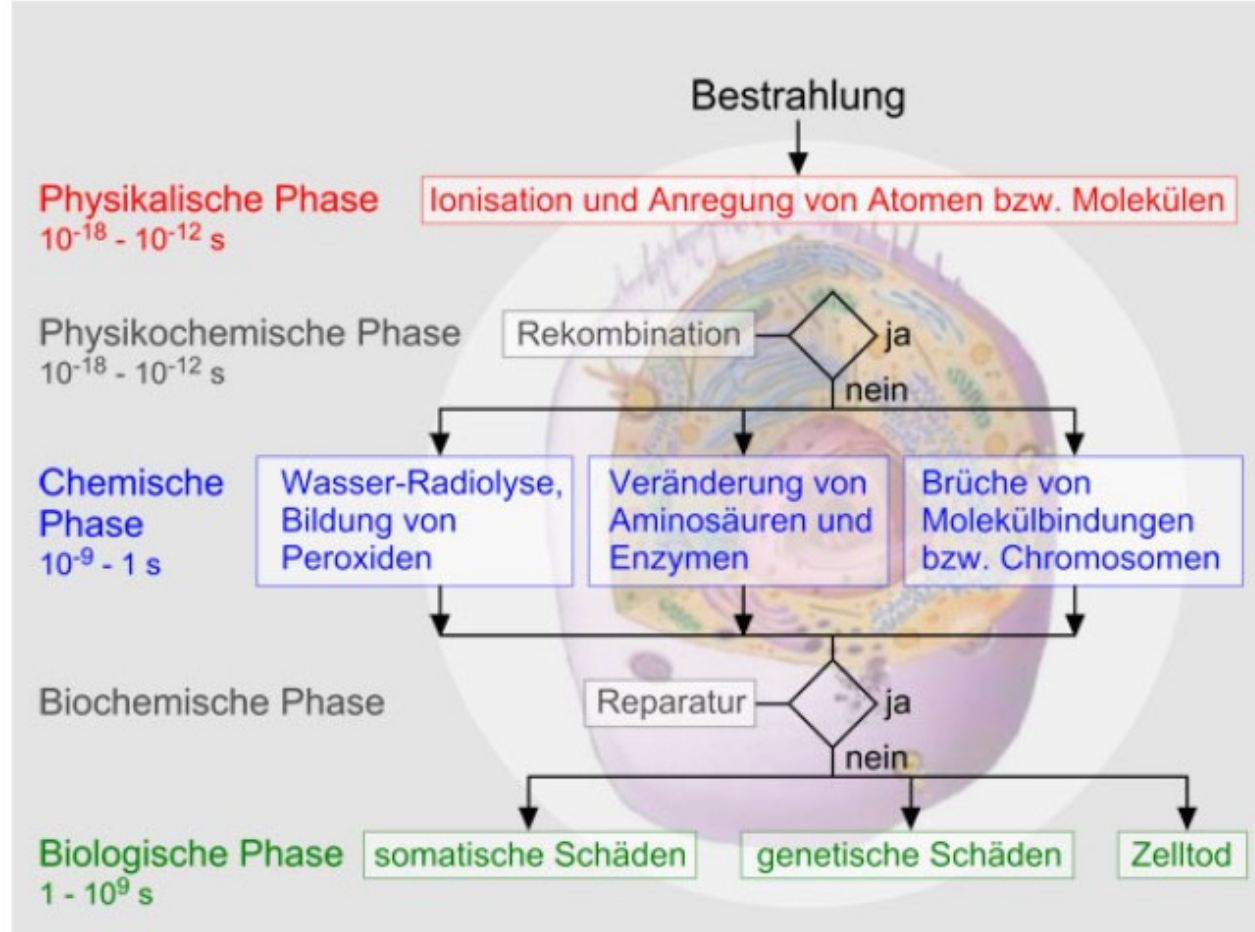 Bestrahlung
Physikalische Phase
10⁻¹⁸ - 10⁻¹² s
Ionisation und Anregung von Atomen bzw. Molekülen
Physikochemische Phase
10⁻¹⁸ - 10⁻¹² s
Rekombination
ja
nein
Chemische
Phase
10⁻⁹ - 1 s
Wasser-Radiolyse,
Bildung von
Peroxiden
Veränderung von
Aminosäuren und
Enzymen
Brüche von
Molekülbindungen
bzw. Chromosomen
Biochemische Phase
Reparatur
ja
nein
Biologische Phase
1 - 10⁹ s
somatische Schäden
genetische Schäden
Zelltod